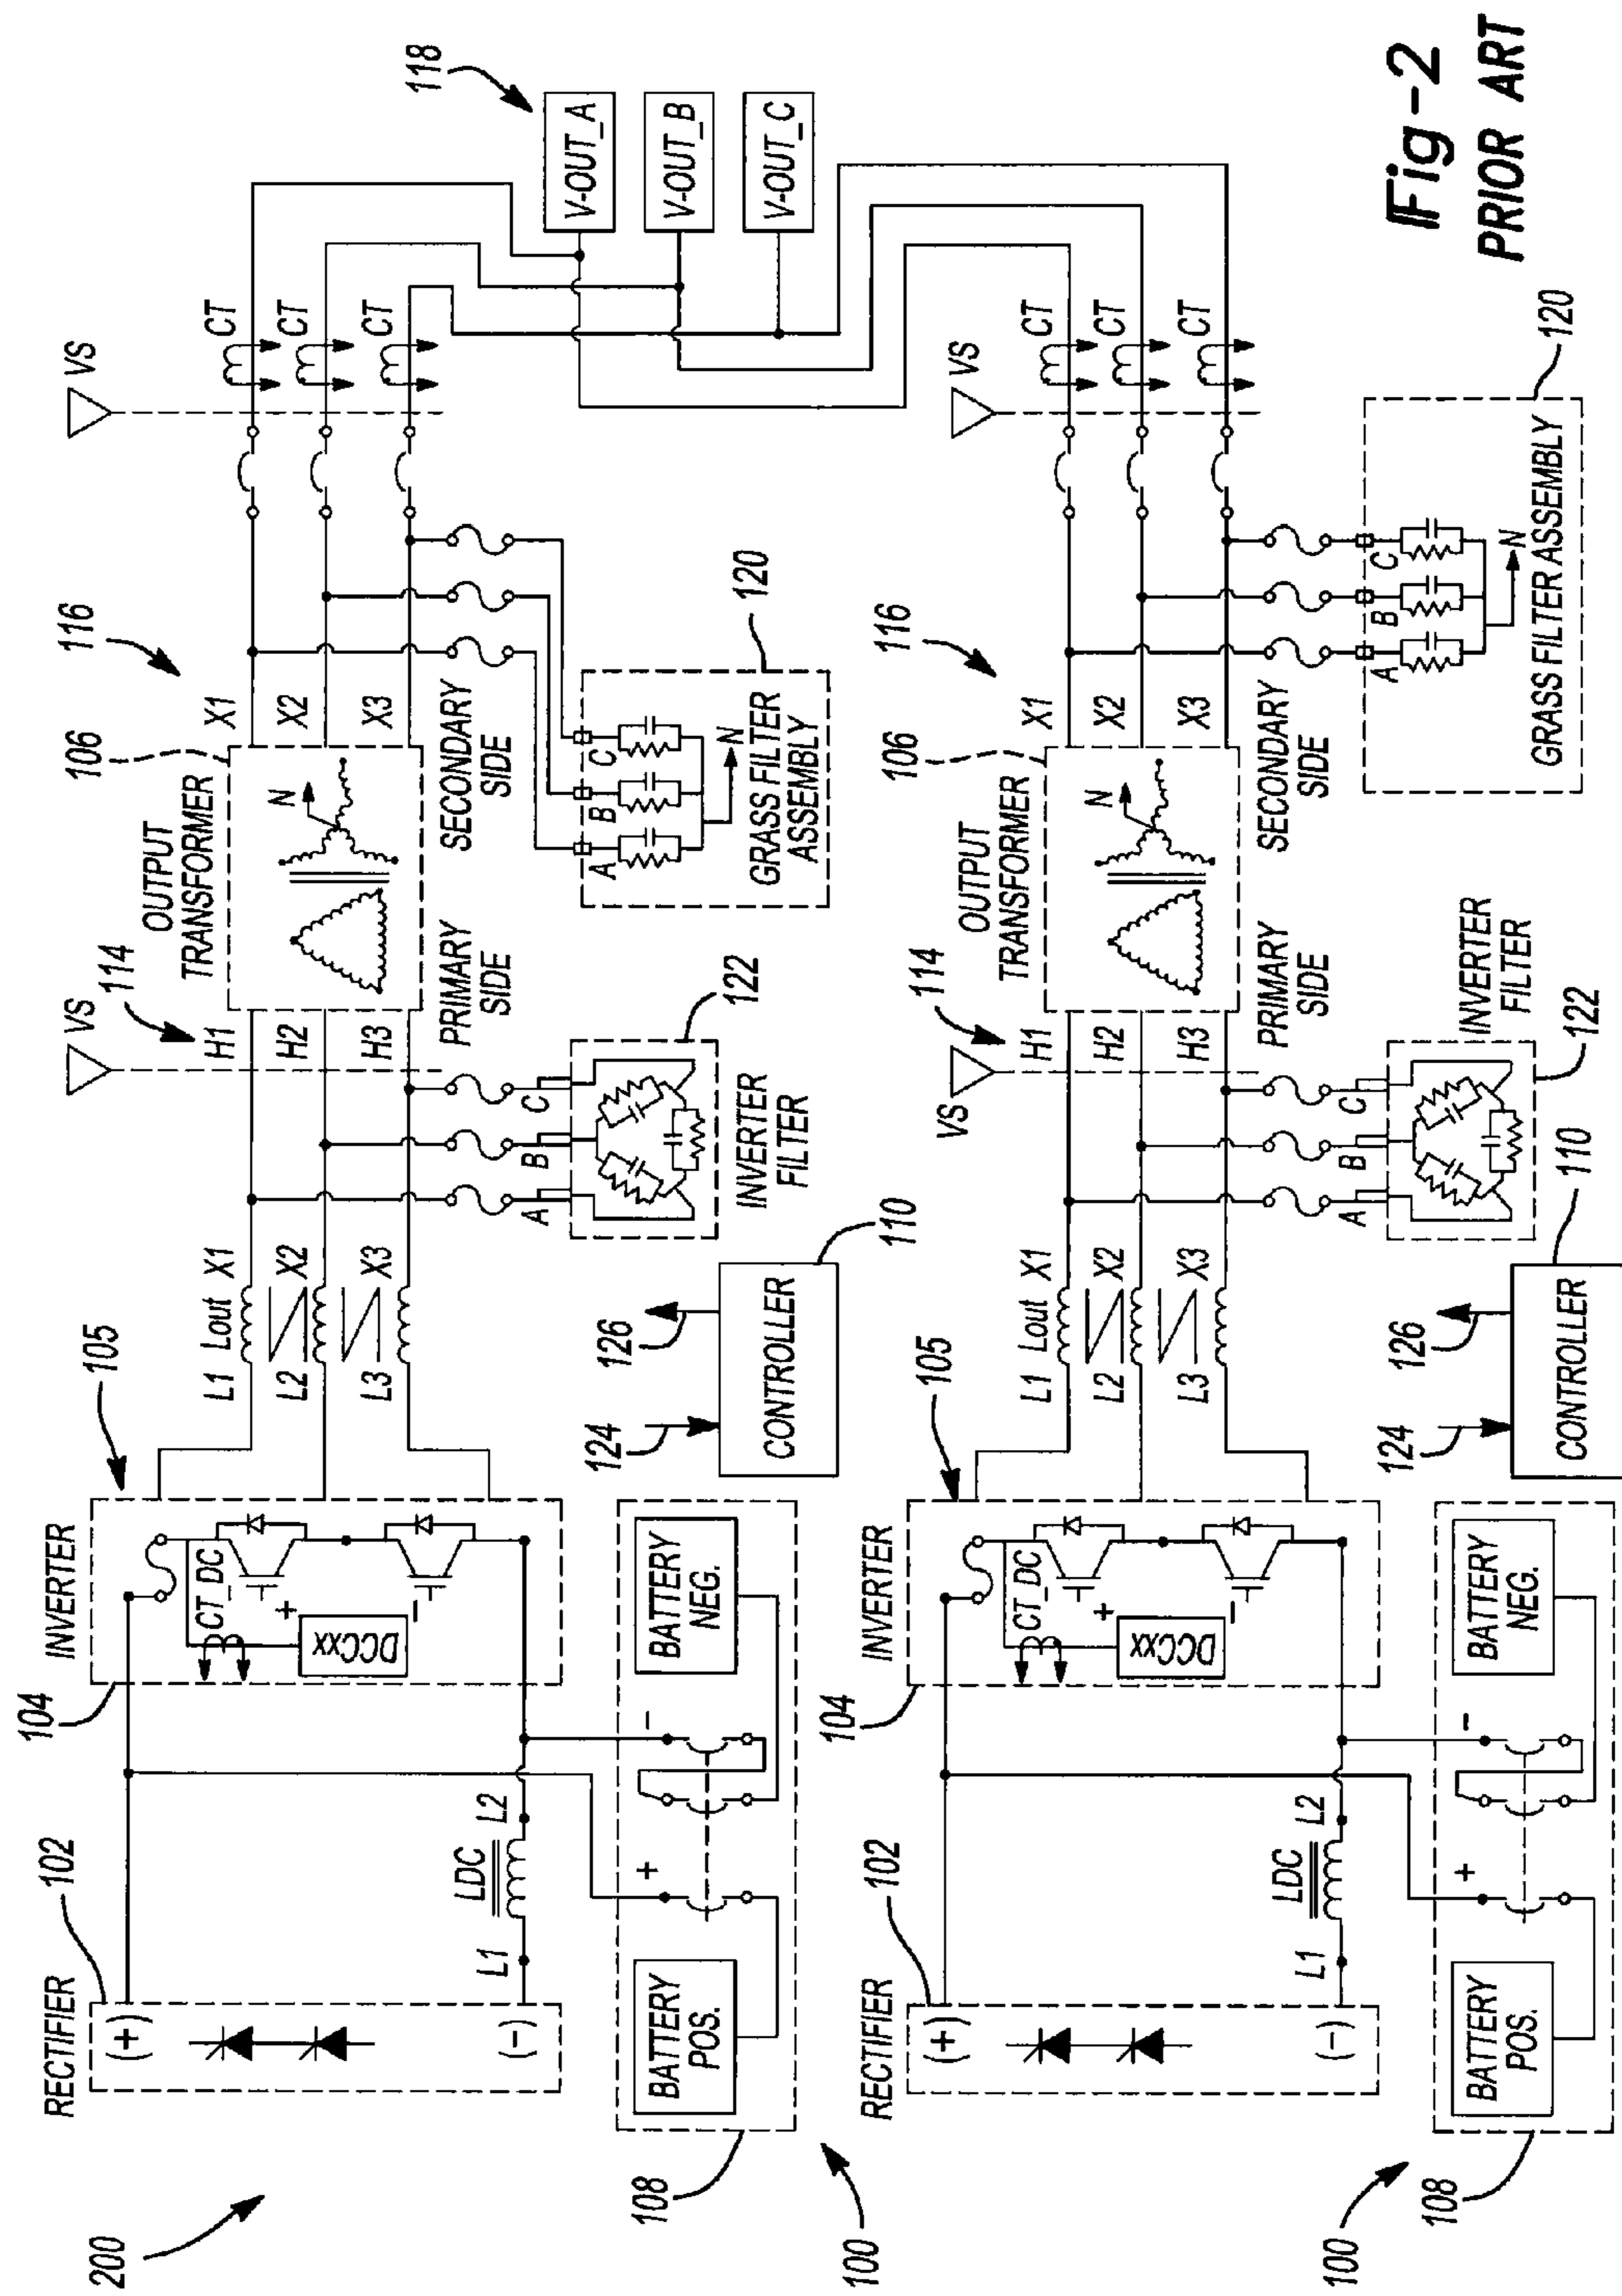 200
RECTIFIER
102
(+)
(-)
L1
LDC
L2
104
INVERTER
105
CT_DC
DCCxx
+
-
BATTERY
POS.
+
-
BATTERY
NEG.
108
100
L1 Lout X1
L2 X2
L3 X3
124
126
CONTROLLER
110
VS
114
H1
H2
H3
A
B
C
INVERTER
FILTER
122
OUTPUT
TRANSFORMER
106
N
PRIMARY
SIDE
SECONDARY
SIDE
116
X1
X2
X3
A
B
C
N
GRASS FILTER
ASSEMBLY
120
VS
CT
CT
CT
118
V-OUT_A
V-OUT_B
V-OUT_C
RECTIFIER
102
(+)
(-)
L1
LDC
L2
104
INVERTER
105
CT_DC
DCCxx
+
-
BATTERY
POS.
+
-
BATTERY
NEG.
108
100
L1 Lout X1
L2 X2
L3 X3
124
126
CONTROLLER
110
VS
114
H1
H2
H3
A
B
C
INVERTER
FILTER
122
OUTPUT
TRANSFORMER
106
N
PRIMARY
SIDE
SECONDARY
SIDE
116
X1
X2
X3
A
B
C
N
GRASS FILTER ASSEMBLY
120
VS
CT
CT
CT
Fig-2
PRIOR ART